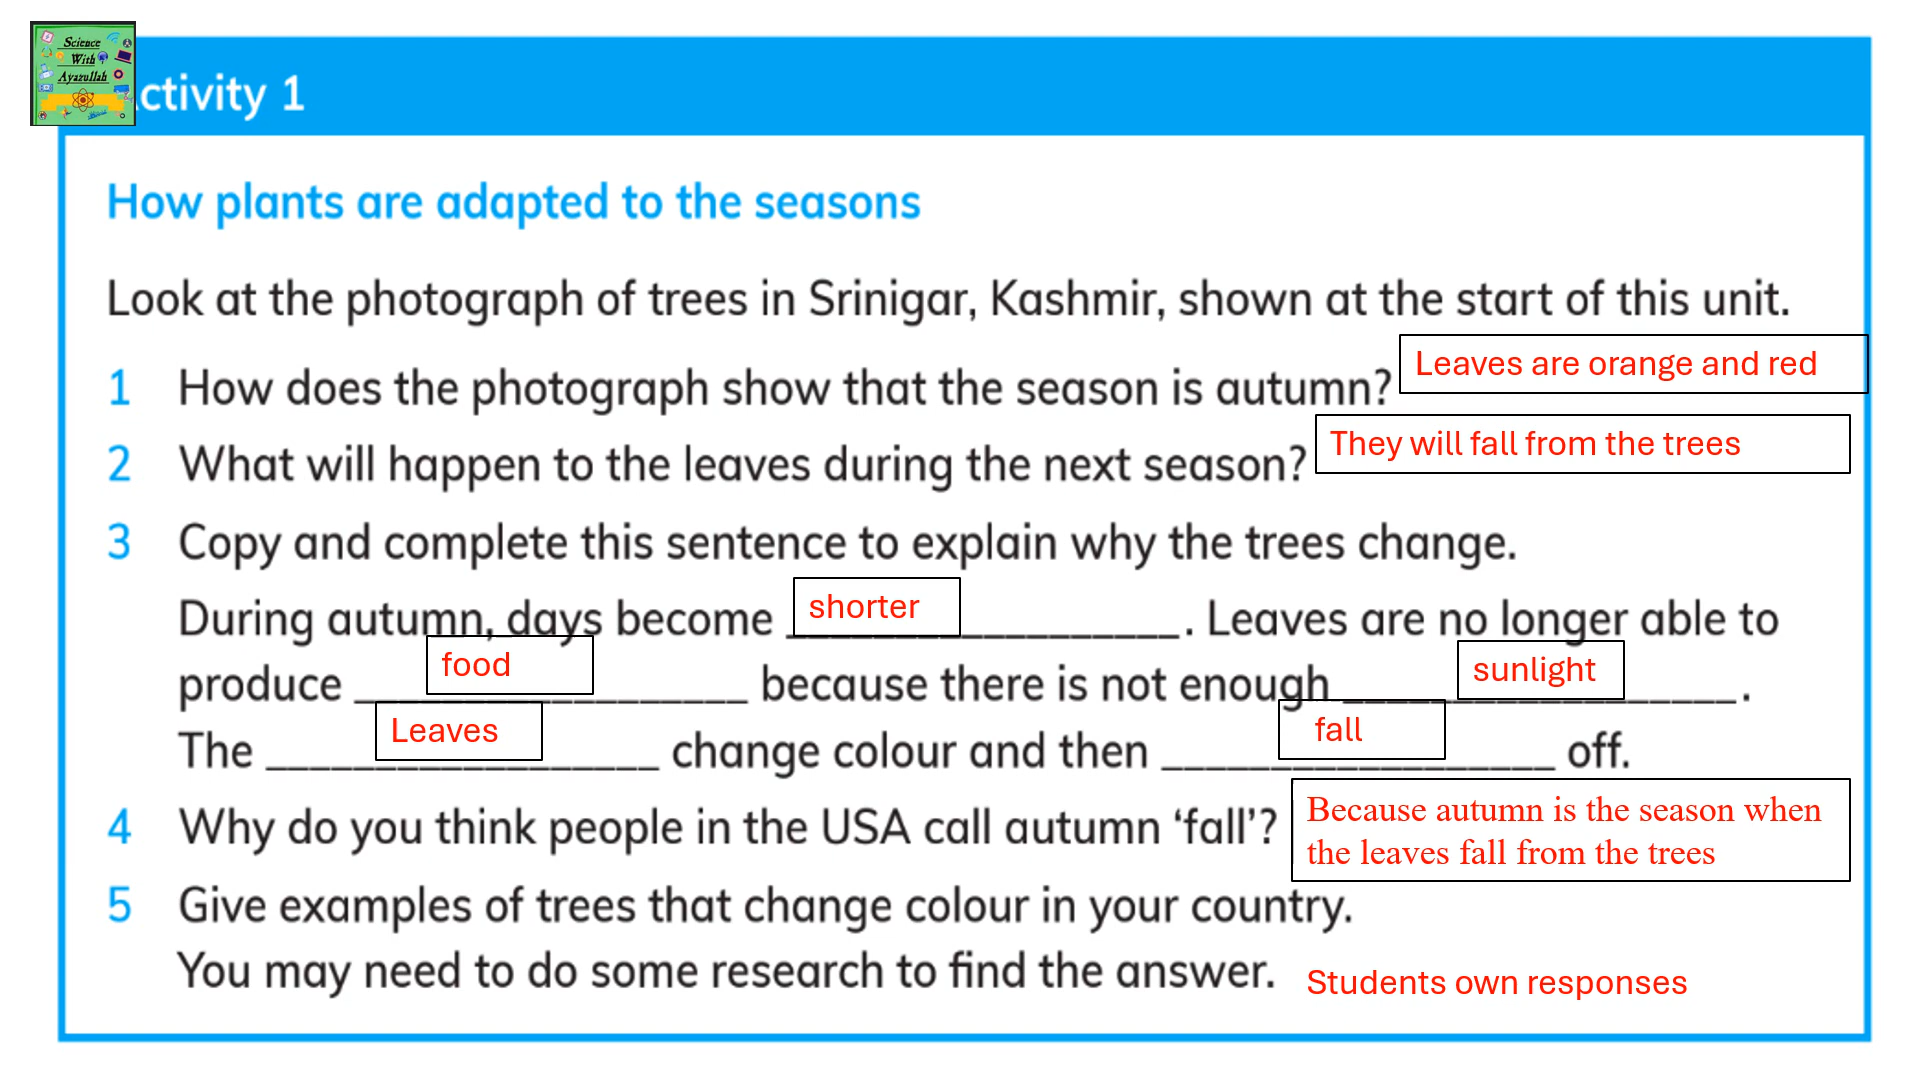 Science
With
Ayazullah
ctivity 1
How plants are adapted to the seasons
Look at the photograph of trees in Srinigar, Kashmir, shown at the start of this unit.
1 How does the photograph show that the season is autumn? Leaves are orange and red
2 What will happen to the leaves during the next season? They will fall from the trees
3 Copy and complete this sentence to explain why the trees change.
During autumn, days become shorter. Leaves are no longer able to
produce food because there is not enough sunlight.
The Leaves change colour and then fall off.
4 Why do you think people in the USA call autumn ‘fall’? Because autumn is the season when
the leaves fall from the trees
5 Give examples of trees that change colour in your country.
You may need to do some research to find the answer. Students own responses